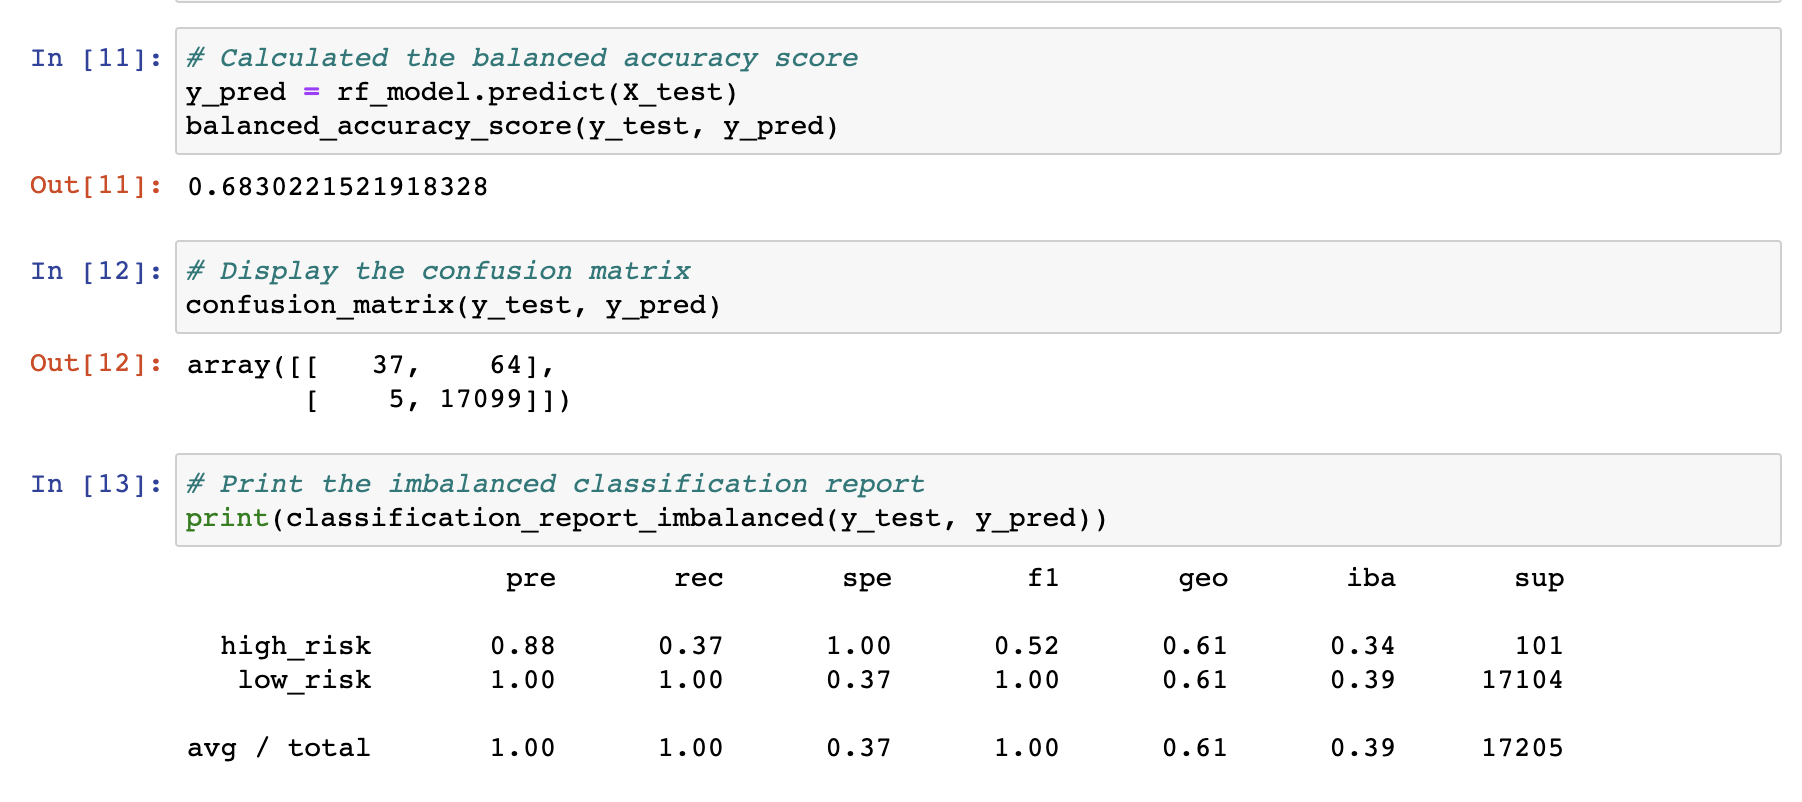 In [11]: # Calculated the balanced accuracy score
y_pred = rf_model.predict(X_test)
balanced_accuracy_score(y_test, y_pred)
Out[11]: 0.6830221521918328
In [12]: # Display the confusion matrix
confusion_matrix(y_test, y_pred)
Out[12]: array([[   37,    64],
       [    5, 17099]])
In [13]: # Print the imbalanced classification report
print(classification_report_imbalanced(y_test, y_pred))
pre rec spe f1 geo iba sup
high_risk 0.88 0.37 1.00 0.52 0.61 0.34 101
low_risk 1.00 1.00 0.37 1.00 0.61 0.39 17104
avg / total 1.00 1.00 0.37 1.00 0.61 0.39 17205